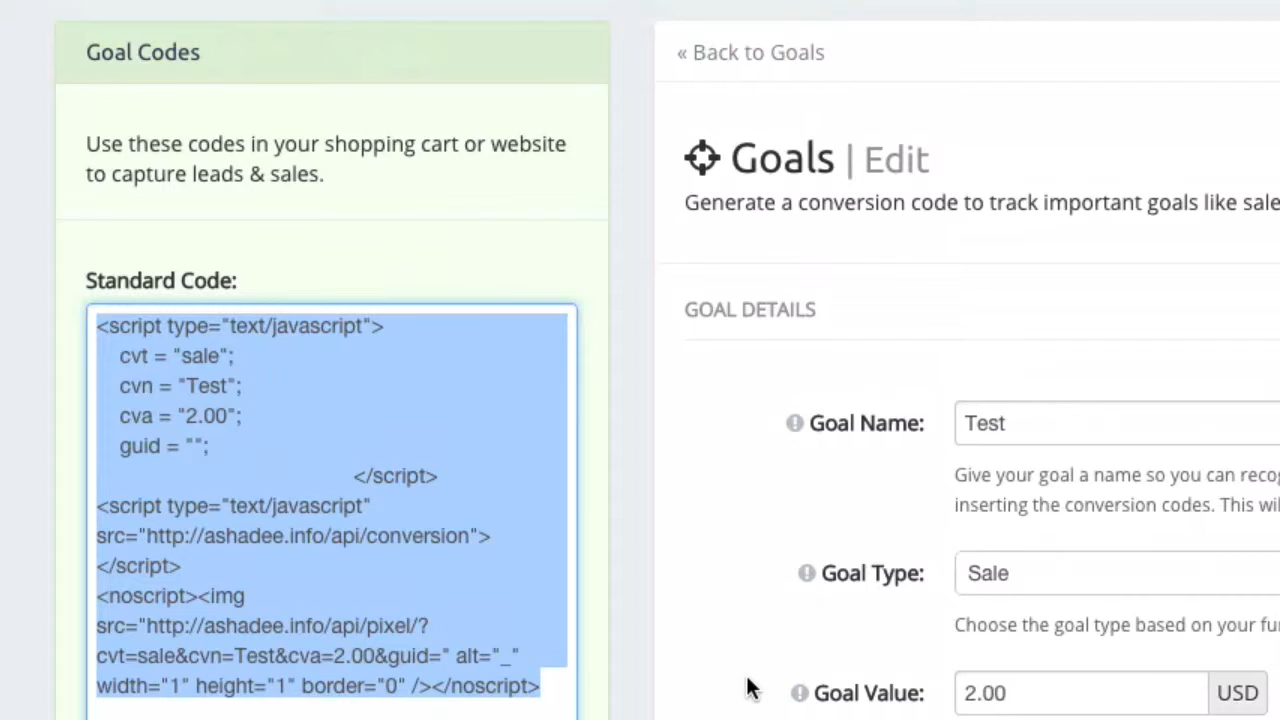 Goal Codes
Use these codes in your shopping cart or website
to capture leads & sales.
Standard Code:
<script type="text/javascript">
cvt = "sale";
cvn = "Test";
cva = "2.00";
guid = "";
</script>
<script type="text/javascript"
src="http://ashadee.info/api/conversion">
</script>
<noscript><img
src="http://ashadee.info/api/pixel/?
cvt=sale&cvn=Test&cva=2.00&guid=" alt="_"
width="1" height="1" border="0" /></noscript>
« Back to Goals
Goals | Edit
Generate a conversion code to track important goals like sale
GOAL DETAILS
Goal Name: Test
Give your goal a name so you can reco
inserting the conversion codes. This wi
Goal Type: Sale
Choose the goal type based on your fu
Goal Value: 2.00 USD